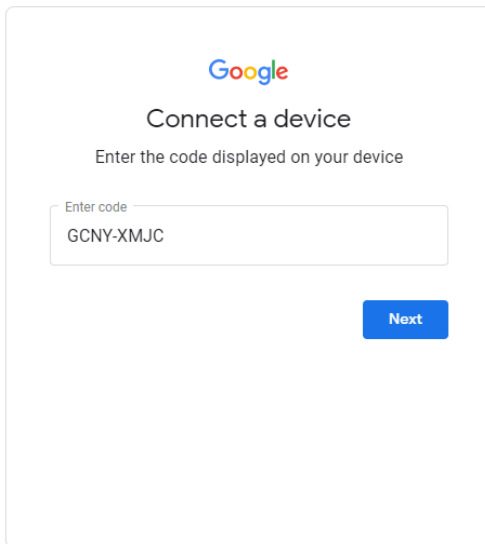 Google
Connect a device
Enter the code displayed on your device
Enter code
GCNY-XMJC
Next